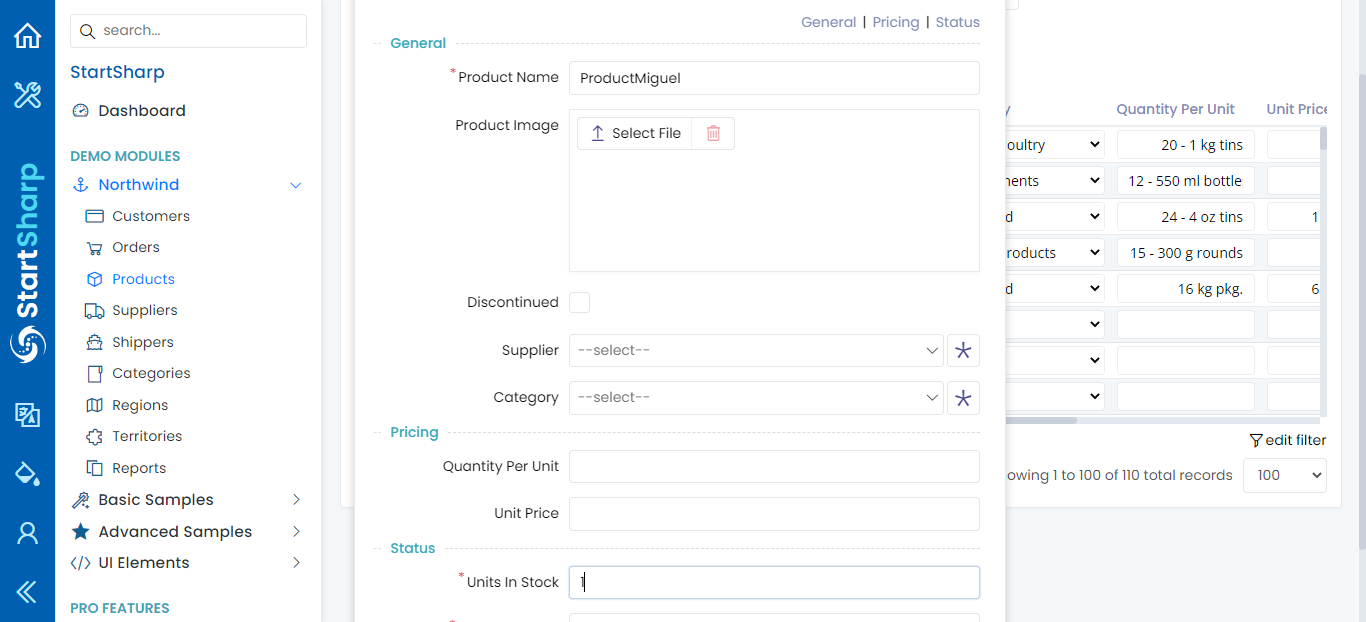 search...
StartSharp
Dashboard
DEMO MODULES
Northwind
Customers
Orders
Products
Suppliers
Shippers
Categories
Regions
Territories
Reports
Basic Samples
Advanced Samples
UI Elements
PRO FEATURES
StartSharp
General | Pricing | Status
General
*Product Name ProductMiguel
Product Image
Select File
Discontinued
Supplier --select--
Category --select--
Pricing
Quantity Per Unit
Unit Price
Status
*Units In Stock 1
*
y Quantity Per Unit Unit Price
oultry 20 - 1 kg tins
nents 12 - 550 ml bottle
d 24 - 4 oz tins 1
roducts 15 - 300 g rounds
d 16 kg pkg. 6
edit filter
owing 1 to 100 of 110 total records 100